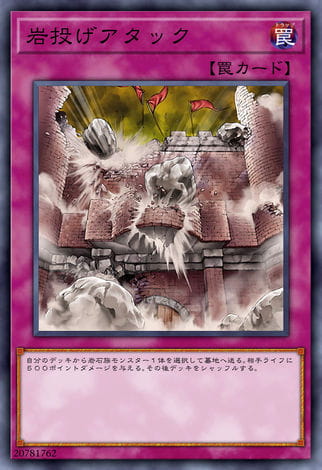 岩投げアタック
トラップ
罠
【罠カード】
自分のデッキから岩石族モンスター１体を選択して墓地へ送る。相手ライフに
５００ポイントダメージを与える。その後デッキをシャッフルする。
20781762